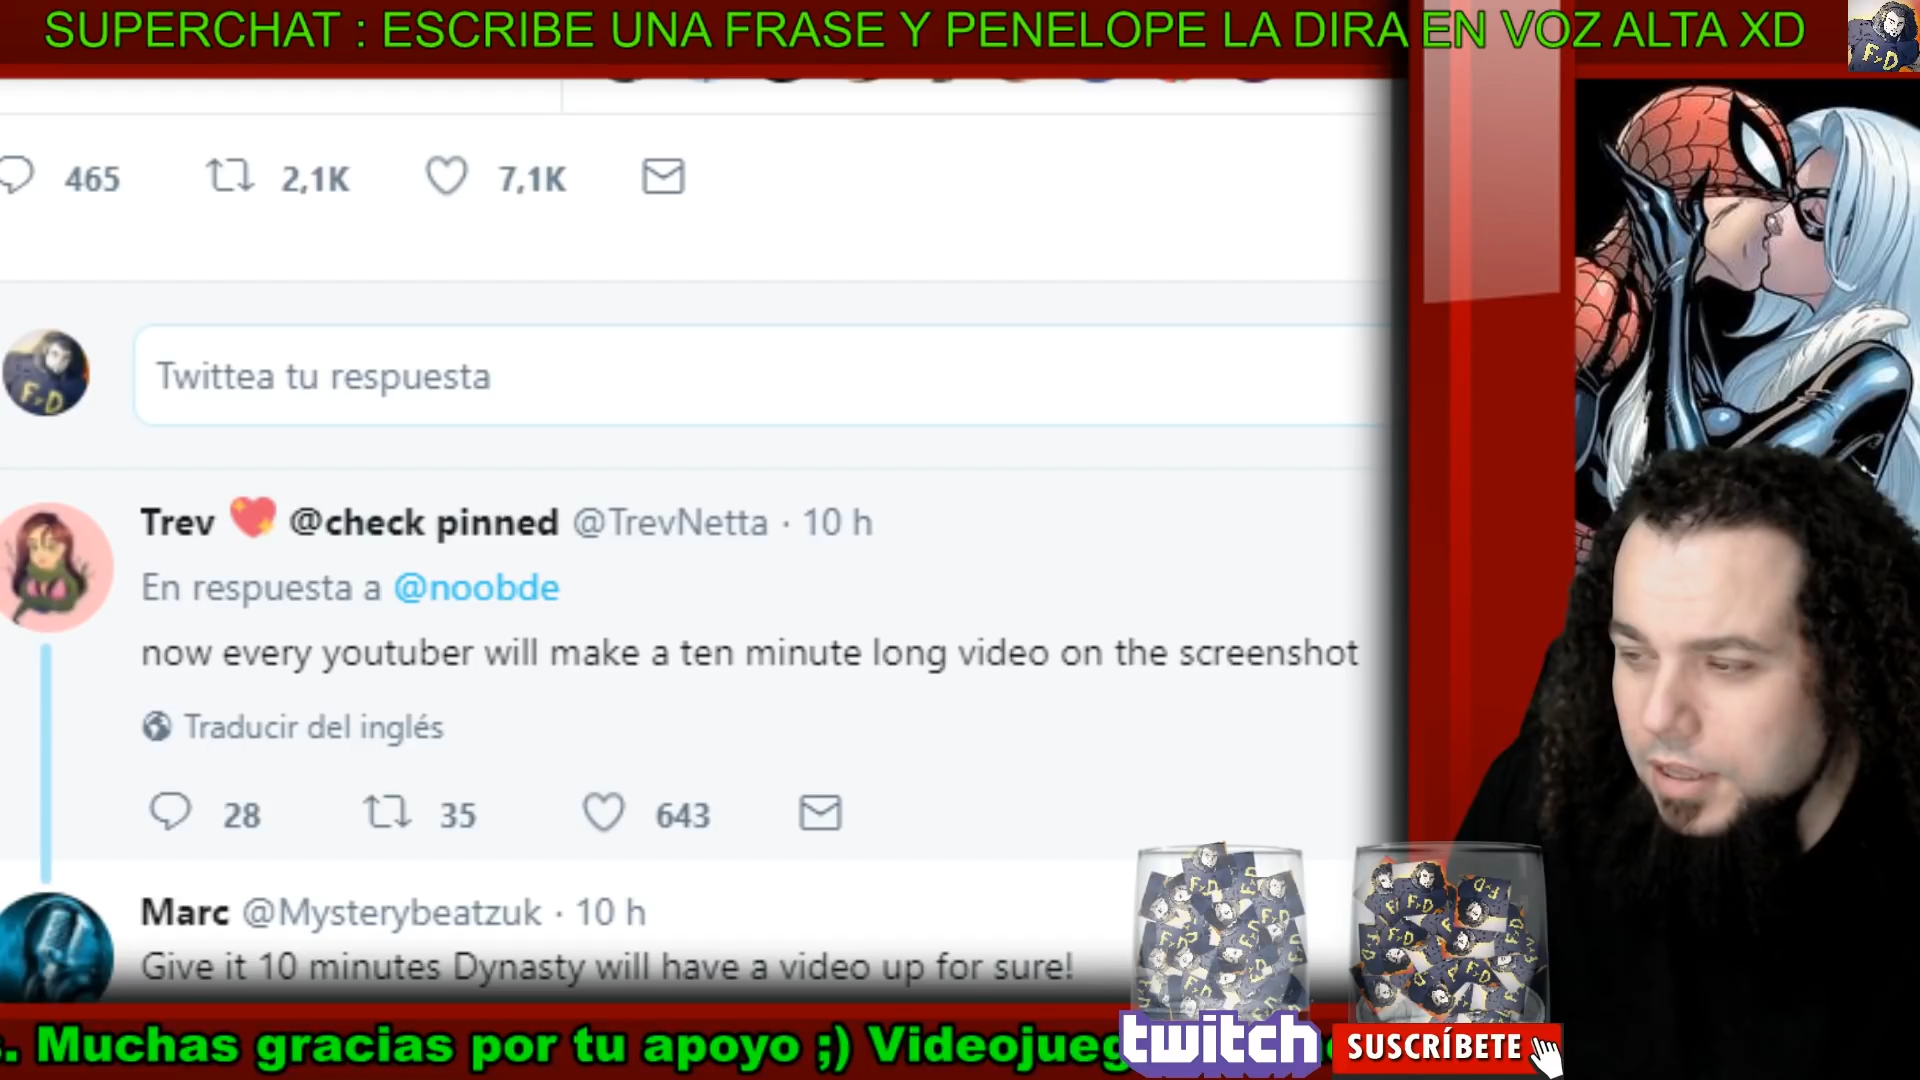 SUPERCHAT : ESCRIBE UNA FRASE Y PENELOPE LA DIRA EN VOZ ALTA XD
FyD
465 2,1K 7,1K
Twittea tu respuesta
FyD
Trev @check pinned @TrevNetta · 10 h
En respuesta a @noobde
now every youtuber will make a ten minute long video on the screenshot
Traducir del inglés
28 35 643
Marc @Mysterybeatzuk · 10 h
Give it 10 minutes Dynasty will have a video up for sure!
. Muchas gracias por tu apoyo ;) Videojueg
twitch
SUSCRÍBETE